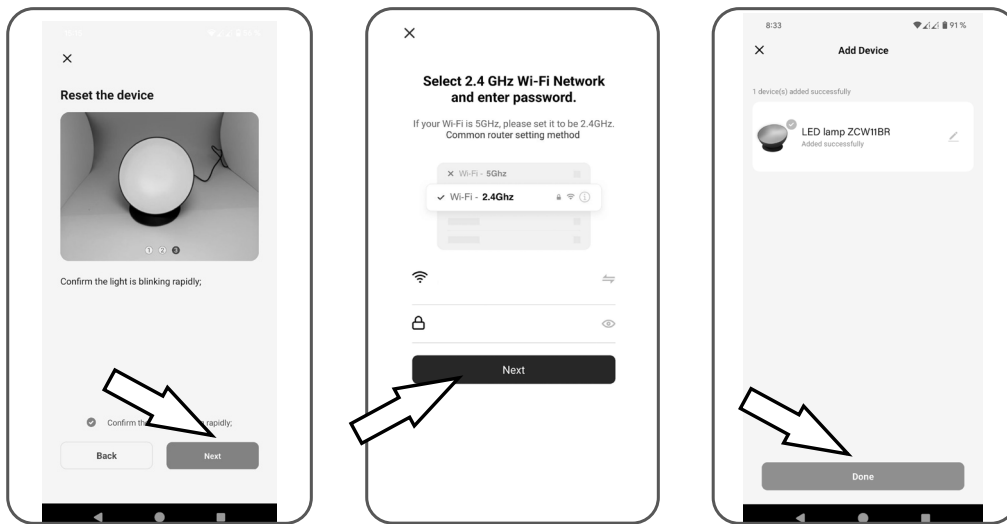 Reset the device
1 2 3
Confirm the light is blinking rapidly;
Confirm th rapidly;
Back
Next
Select 2.4 GHz Wi-Fi Network
and enter password.
If your Wi-Fi is 5GHz, please set it to be 2.4GHz.
Common router setting method
Wi-Fi - 5Ghz
Wi-Fi - 2.4Ghz
Next
8:33
91 %
Add Device
1 device(s) added successfully
LED lamp ZCW11BR
Added successfully
Done